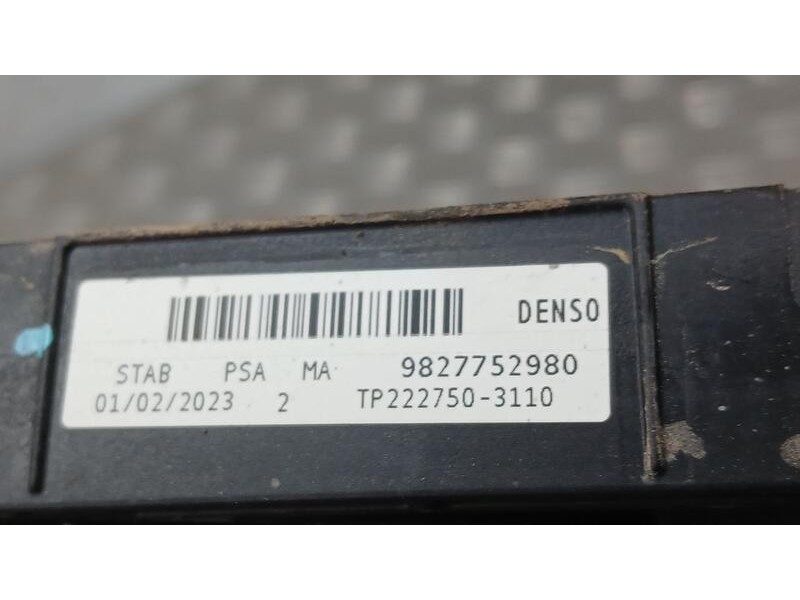 DENSO
STAB PSA MA 9827752980
01/02/2023 2 TP222750-3110